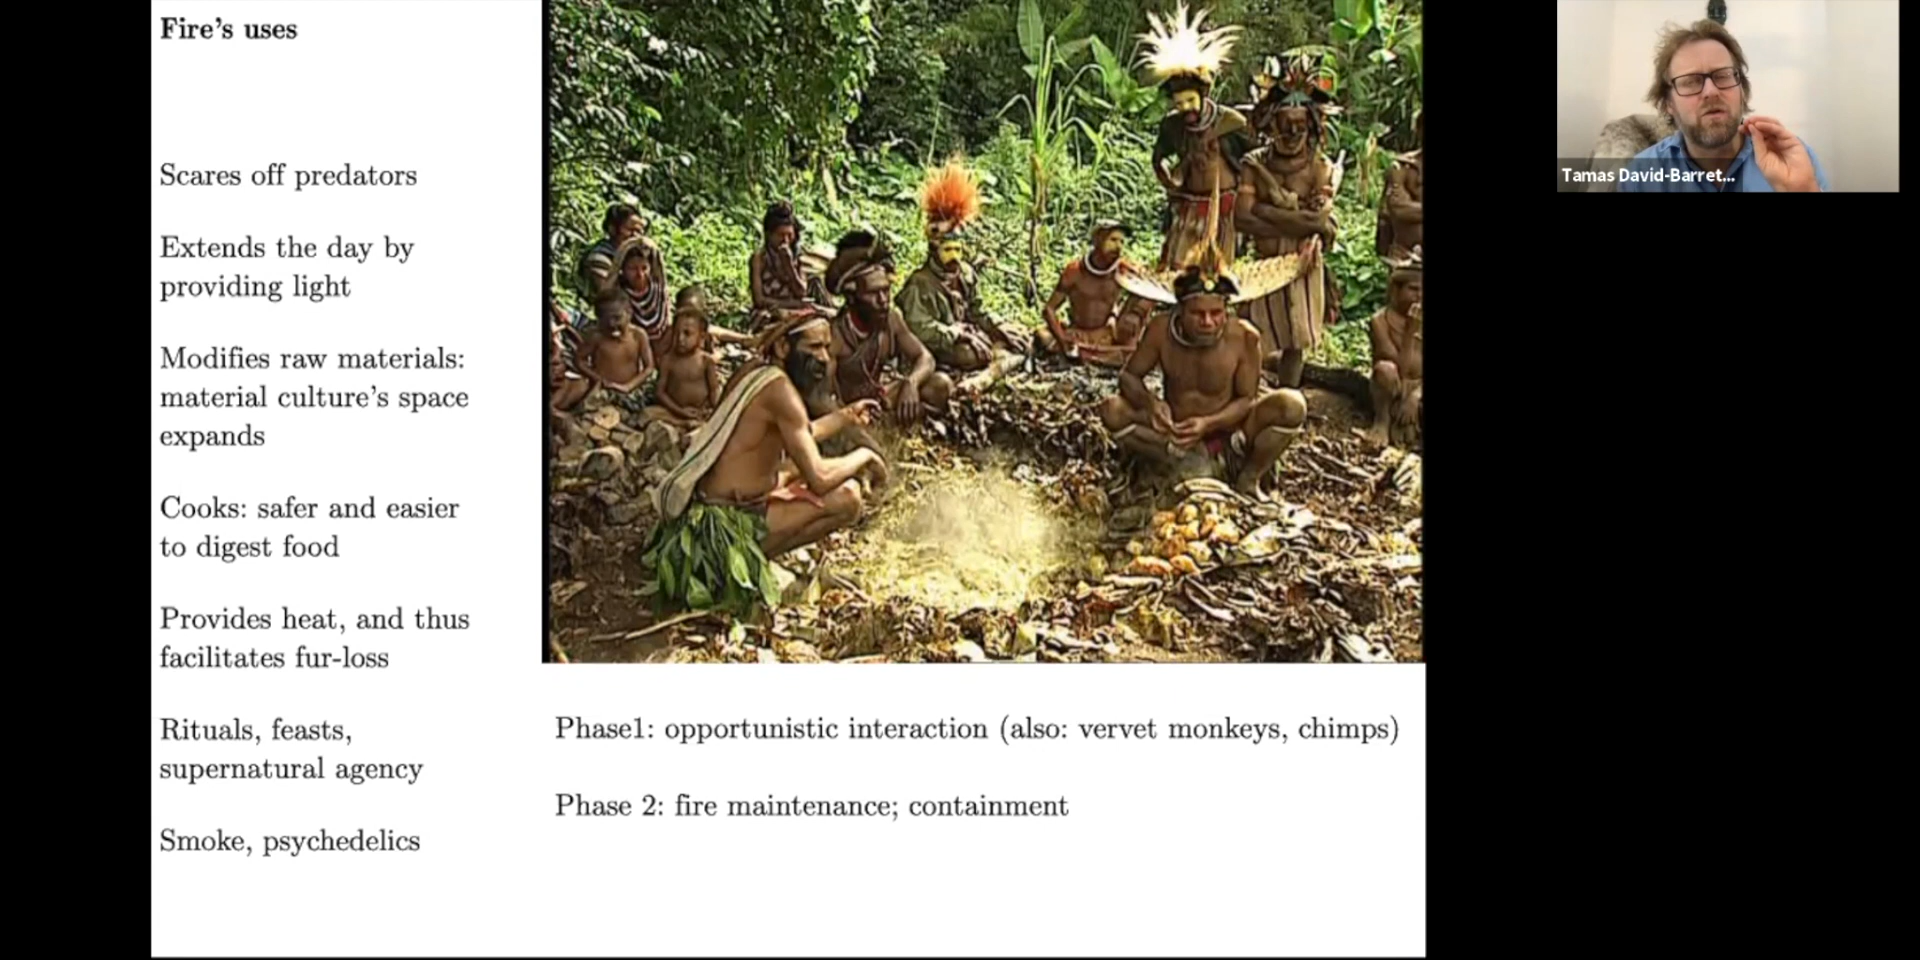 Fire's uses
Scares off predators
Extends the day by
providing light
Modifies raw materials:
material culture's space
expands
Cooks: safer and easier
to digest food
Provides heat, and thus
facilitates fur-loss
Rituals, feasts,
supernatural agency
Smoke, psychedelics
Phase1: opportunistic interaction (also: vervet monkeys, chimps)
Phase 2: fire maintenance; containment
Tamas David-Barret...